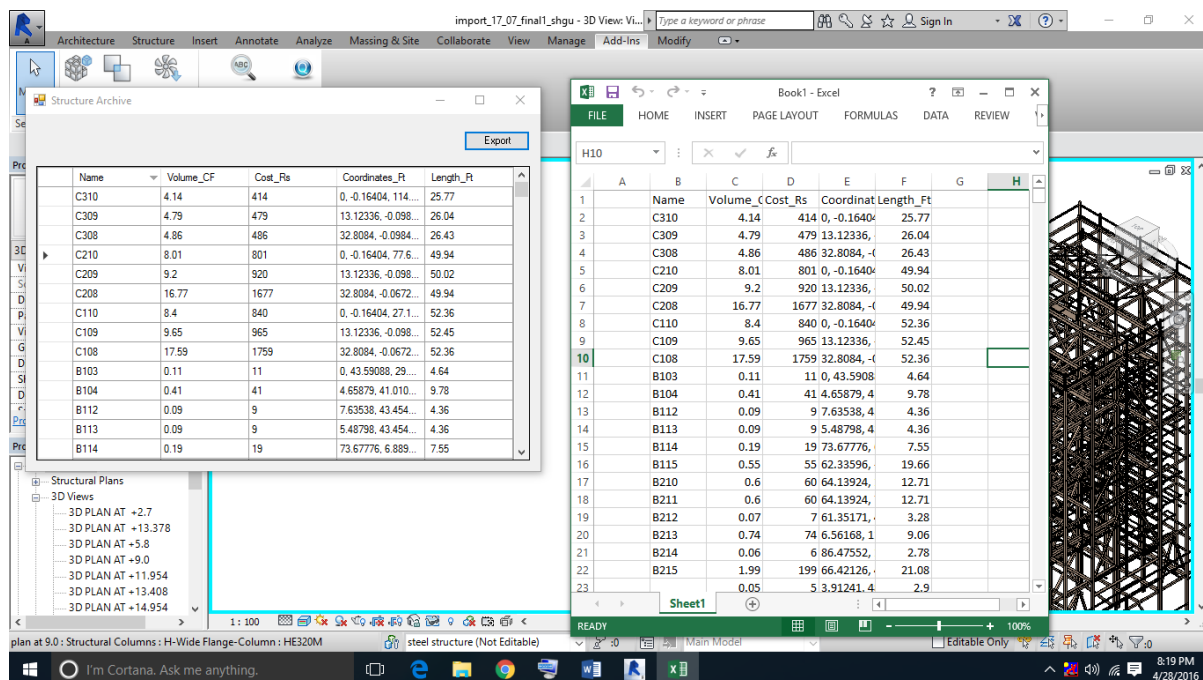 import_17_07_final1_shgu - 3D View: Vi... Type a keyword or phrase Sign In
Architecture Structure Insert Annotate Analyze Massing & Site Collaborate View Manage Add-Ins Modify
ABC
Structure Archive
Export
Name Volume_CF Cost_Rs Coordinates_Ft Length_Ft
C310 4.14 414 0, -0.16404, 114.... 25.77
C309 4.79 479 13.12336, -0.098... 26.04
C308 4.86 486 32.8084, -0.0984... 26.43
C210 8.01 801 0, -0.16404, 77.6... 49.94
C209 9.2 920 13.12336, -0.098... 50.02
C208 16.77 1677 32.8084, -0.0672... 49.94
C110 8.4 840 0, -0.16404, 27.1... 52.36
C109 9.65 965 13.12336, -0.098... 52.45
C108 17.59 1759 32.8084, -0.0672... 52.36
B103 0.11 11 0, 43.59088, 29.... 4.64
B104 0.41 41 4.65879, 41.010... 9.78
B112 0.09 9 7.63538, 43.454... 4.36
B113 0.09 9 5.48798, 43.454... 4.36
B114 0.19 19 73.67776, 6.889... 7.55
Structural Plans
3D Views
3D PLAN AT +2.7
3D PLAN AT +13.378
3D PLAN AT +5.8
3D PLAN AT +9.0
3D PLAN AT +11.954
3D PLAN AT +13.408
3D PLAN AT +14.954
1 : 100
Book1 - Excel
FILE HOME INSERT PAGE LAYOUT FORMULAS DATA REVIEW
H10 fx
A B C D E F G H
1 Name Volume_C Cost_Rs Coordinat Length_Ft
2 C310 4.14 414 0, -0.16404 25.77
3 C309 4.79 479 13.12336, 26.04
4 C308 4.86 486 32.8084, -0 26.43
5 C210 8.01 801 0, -0.16404 49.94
6 C209 9.2 920 13.12336, 50.02
7 C208 16.77 1677 32.8084, -0 49.94
8 C110 8.4 840 0, -0.16404 52.36
9 C109 9.65 965 13.12336, 52.45
10 C108 17.59 1759 32.8084, -0 52.36
11 B103 0.11 11 0, 43.5908 4.64
12 B104 0.41 41 4.65879, 4 9.78
13 B112 0.09 9 7.63538, 4 4.36
14 B113 0.09 9 5.48798, 4 4.36
15 B114 0.19 19 73.67776, 7.55
16 B115 0.55 55 62.33596, 19.66
17 B210 0.6 60 64.13924, 12.71
18 B211 0.6 60 64.13924, 12.71
19 B212 0.07 7 61.35171, 3.28
20 B213 0.74 74 6.56168, 1 9.06
21 B214 0.06 6 86.47552, 2.78
22 B215 1.99 199 66.42126, 21.08
23 0.05 5 3.91241, 4 2.9
Sheet1
READY 100%
plan at 9.0 : Structural Columns : H-Wide Flange-Column : HE320M steel structure (Not Editable) :0 Main Model Editable Only :0
I'm Cortana. Ask me anything. 8:19 PM
4/28/2016